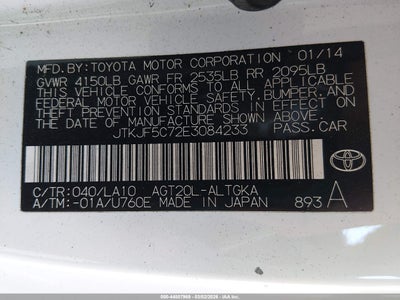 MFD.BY:TOYOTA MOTOR CORPORATION 01/14
GVWR 4150LB GAWR FR 2535LB RR 2095LB
THIS VEHICLE CONFORMS TO ALL APPLICABLE
FEDERAL MOTOR VEHICLE SAFETY,BUMPER,AND
THEFT PREVENTION STANDARDS IN EFFECT ON
THE DATE OF MANUFACTURE SHOWN ABOVE.
JTKJF5C72E3084233 PASS.CAR
TOYOTA
C/TR:040/LA10 AGT20L-ALTGKA
A/TM:-01A/U760E MADE IN JAPAN 893 A